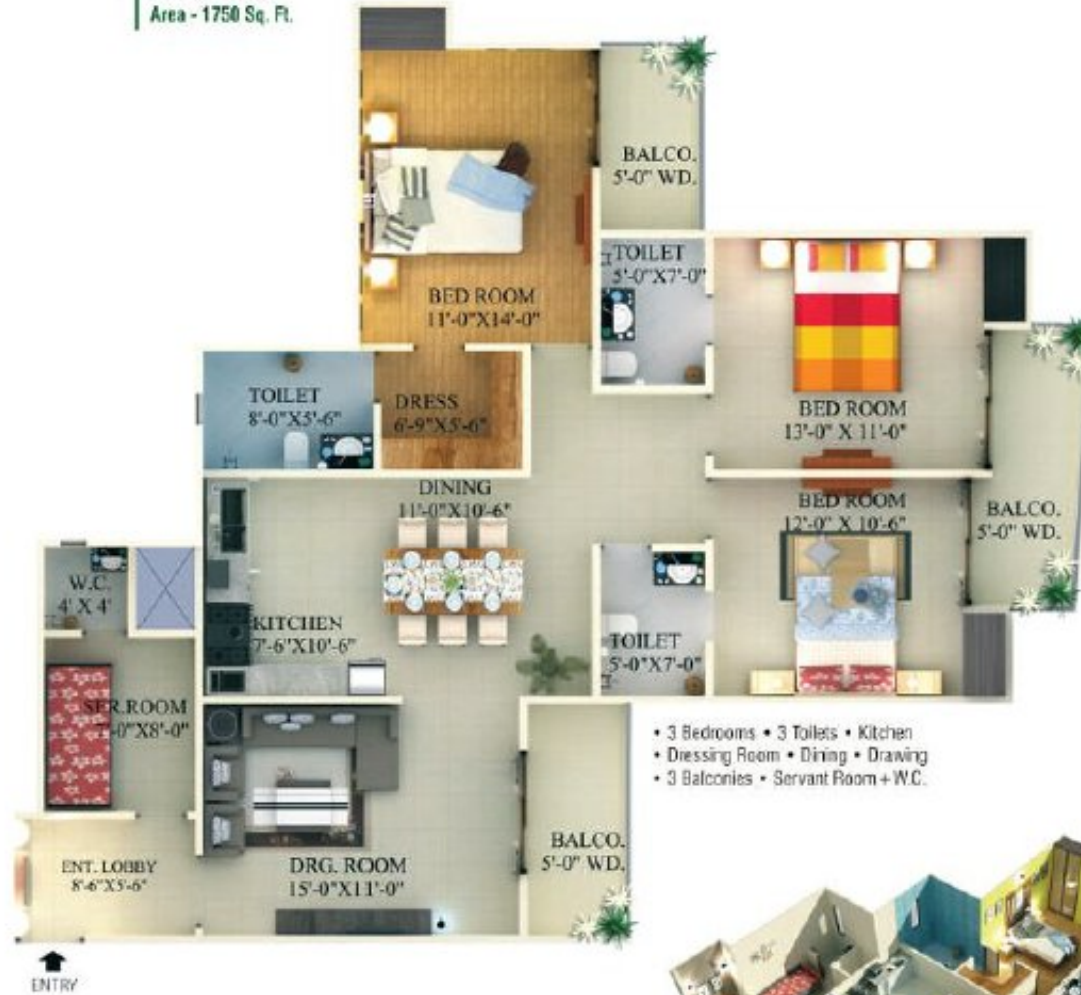 Area - 1750 Sq. Ft.
BALCO.
5'-0" WD.
BED ROOM
11'-0"X14'-0"
TOILET
5'-0"X7'-0"
BED ROOM
13'-0" X 11'-0"
TOILET
8'-0"X5'-6"
DRESS
6'-9"X5'-6"
DINING
11'-0"X10'-6"
BED ROOM
12'-0" X 10'-6"
BALCO.
5'-0" WD.
W.C.
4' X 4'
KITCHEN
7'-6"X10'-6"
TOILET
5'-0"X7'-0"
SER.ROOM
-0"X8'-0"
• 3 Bedrooms • 3 Toilets • Kitchen
• Dressing Room • Dining • Drawing
• 3 Balconies • Servant Room + W.C.
ENT. LOBBY
8'-6"X5'-6"
DRG. ROOM
15'-0"X11'-0"
BALCO.
5'-0" WD.
ENTRY